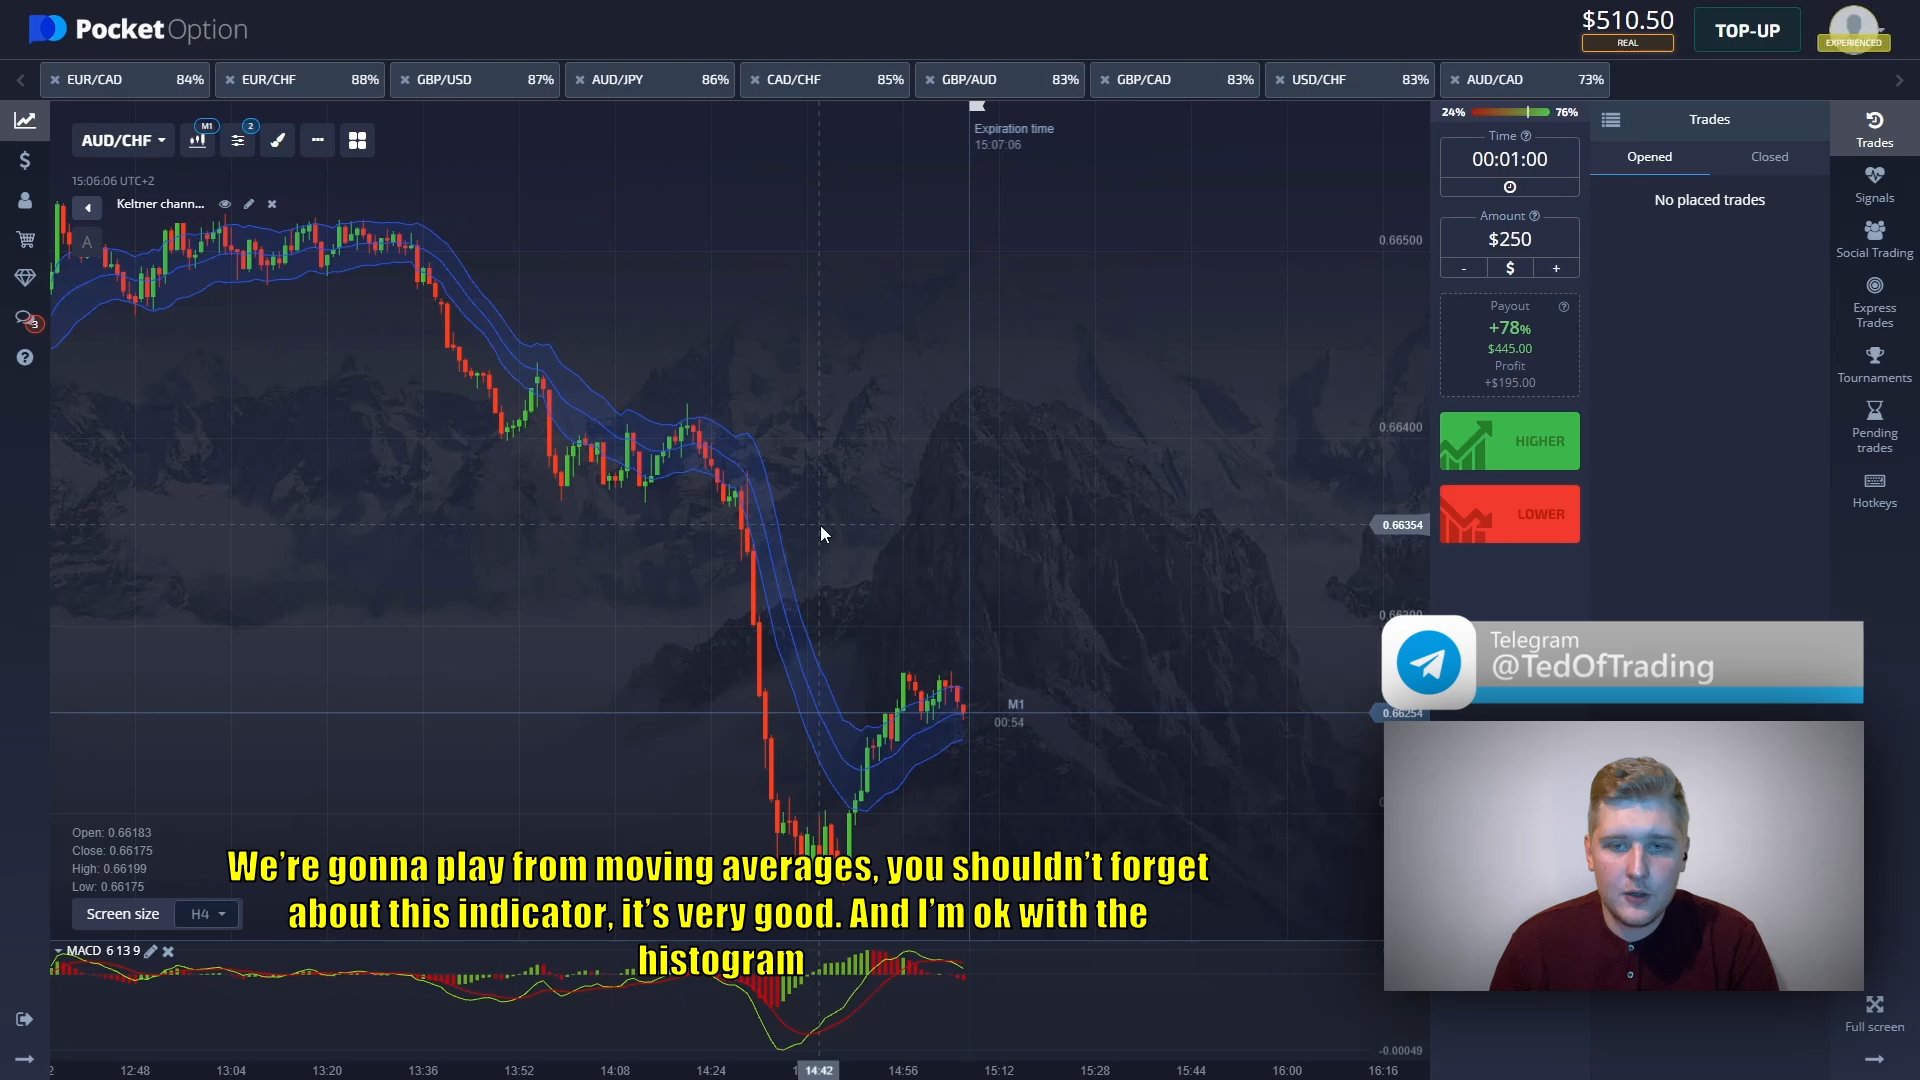 PocketOption
$510.50
REAL
TOP-UP
EXPERIENCED
EUR/CAD 84%
EUR/CHF 88%
GBP/USD 87%
AUD/JPY 86%
CAD/CHF 85%
GBP/AUD 83%
GBP/CAD 83%
USD/CHF 83%
AUD/CAD 73%
AUD/CHF
M1
2
15:06:06 UTC+2
Keltner chann...
A
3
Expiration time
15:07:06
0.66500
0.66400
0.66354
0.66300
0.66254
M1
00:54
24% 76%
Time
00:01:00
Amount
$250
- $ +
Payout
+78%
$445.00
Profit
+$195.00
HIGHER
LOWER
Trades
Opened Closed
No placed trades
Trades
Signals
Social Trading
Express
Trades
Tournaments
Pending
trades
Hotkeys
Telegram
@TedOfTrading
Open: 0.66183
Close: 0.66175
High: 0.66199
Low: 0.66175
Screen size H4
We're gonna play from moving averages, you shouldn't forget
about this indicator, it's very good. And I'm ok with the
histogram
MACD 6 13 9
-0.00049
Full screen
12:48 13:04 13:20 13:36 13:52 14:08 14:24 14:42 14:56 15:12 15:28 15:44 16:00 16:16